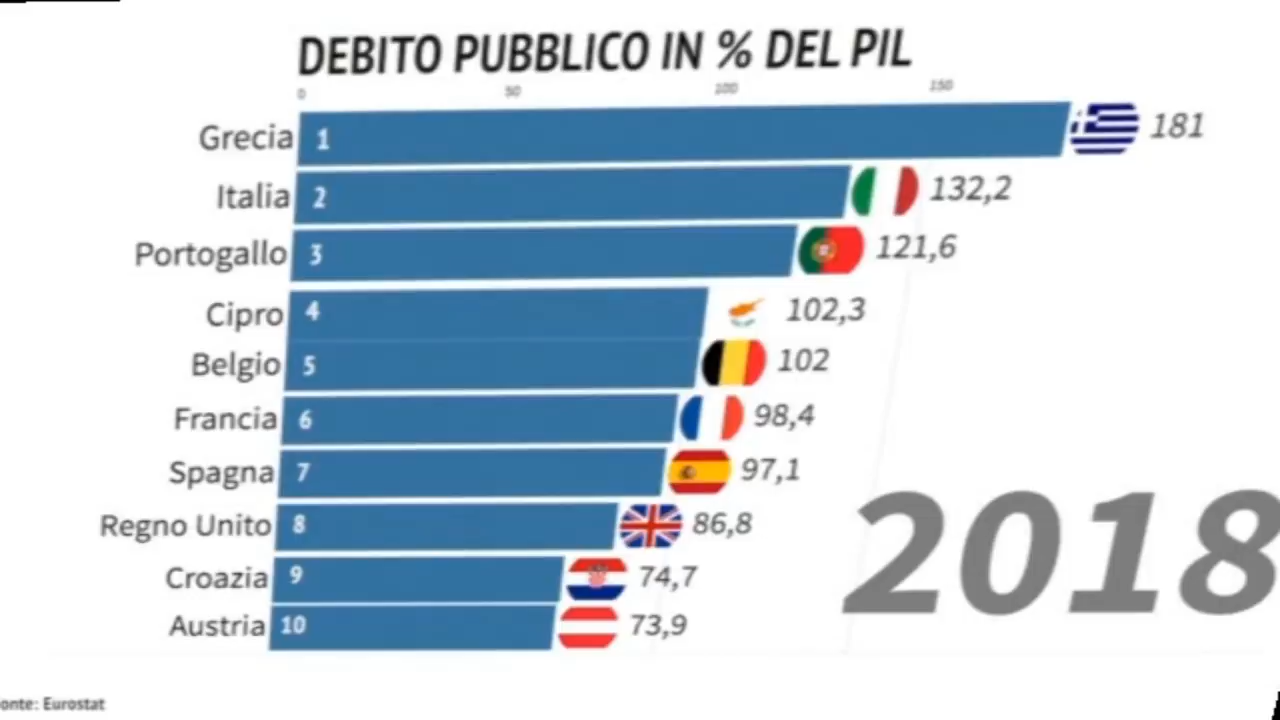 DEBITO PUBBLICO IN % DEL PIL
0 50 100 150
Grecia 1 181
Italia 2 132,2
Portogallo 3 121,6
Cipro 4 102,3
Belgio 5 102
Francia 6 98,4
Spagna 7 97,1
Regno Unito 8 86,8
Croazia 9 74,7
Austria 10 73,9
2018
onte: Eurostat